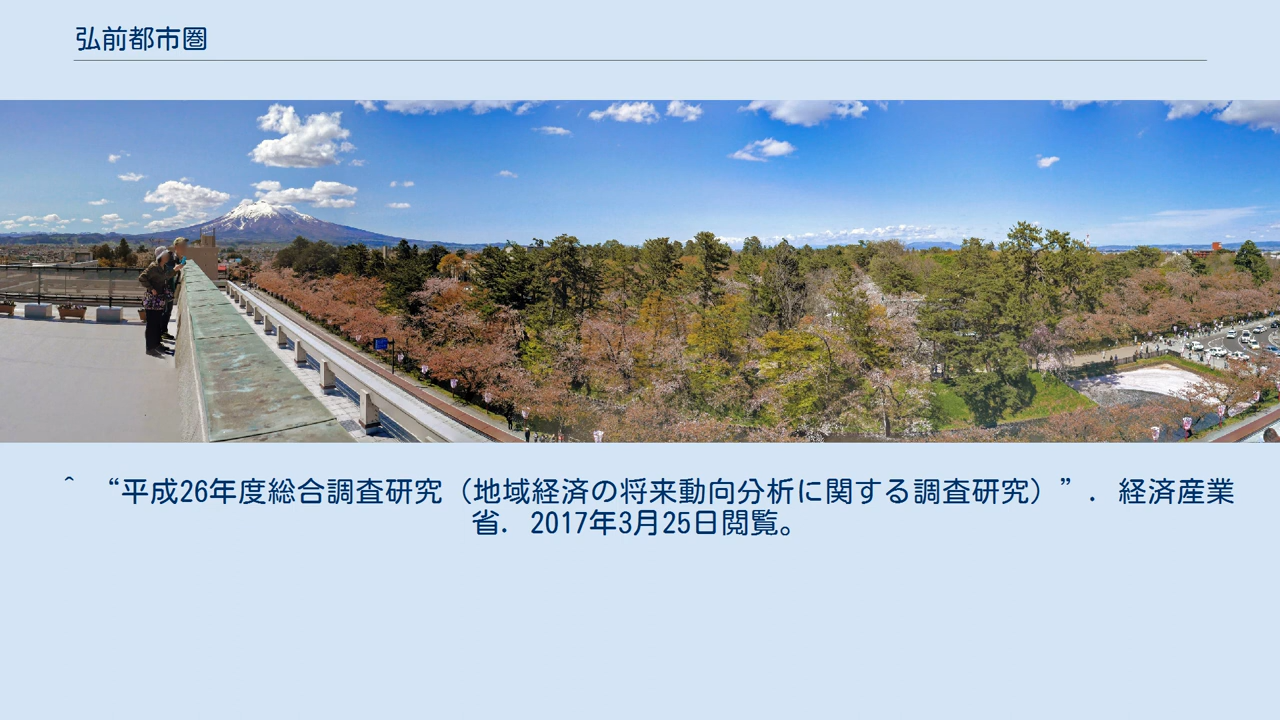 弘前都市圏
^ “平成26年度総合調査研究（地域経済の将来動向分析に関する調査研究）”. 経済産業
省. 2017年3月25日閲覧。